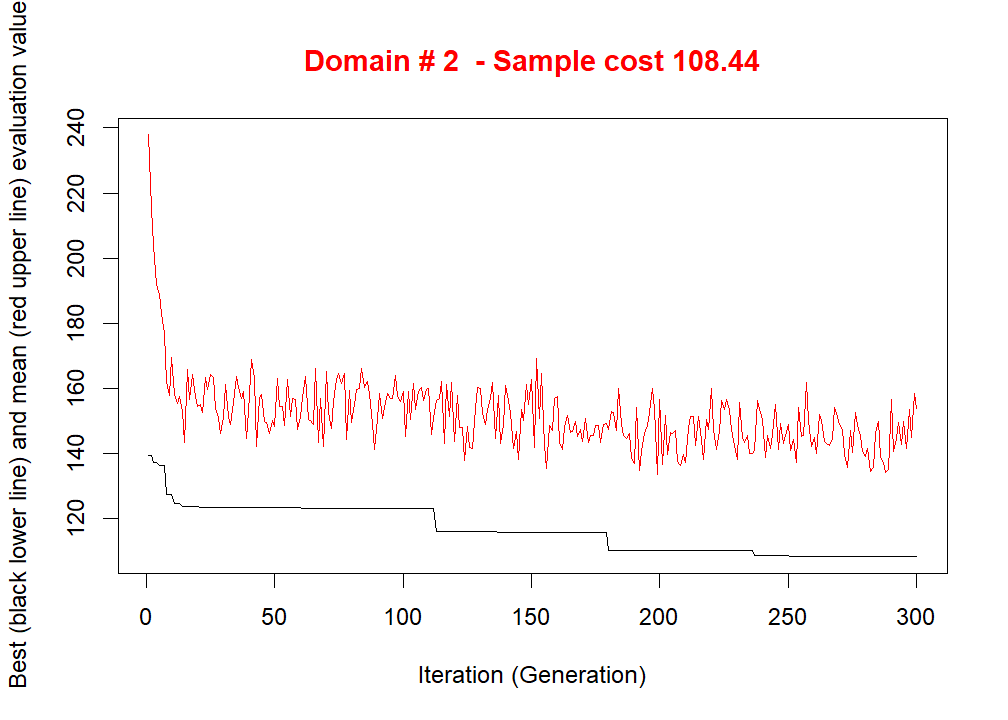 Domain # 2  - Sample cost 108.44
Best (black lower line) and mean (red upper line) evaluation value
240
220
200
180
160
140
120
0 50 100 150 200 250 300
Iteration (Generation)